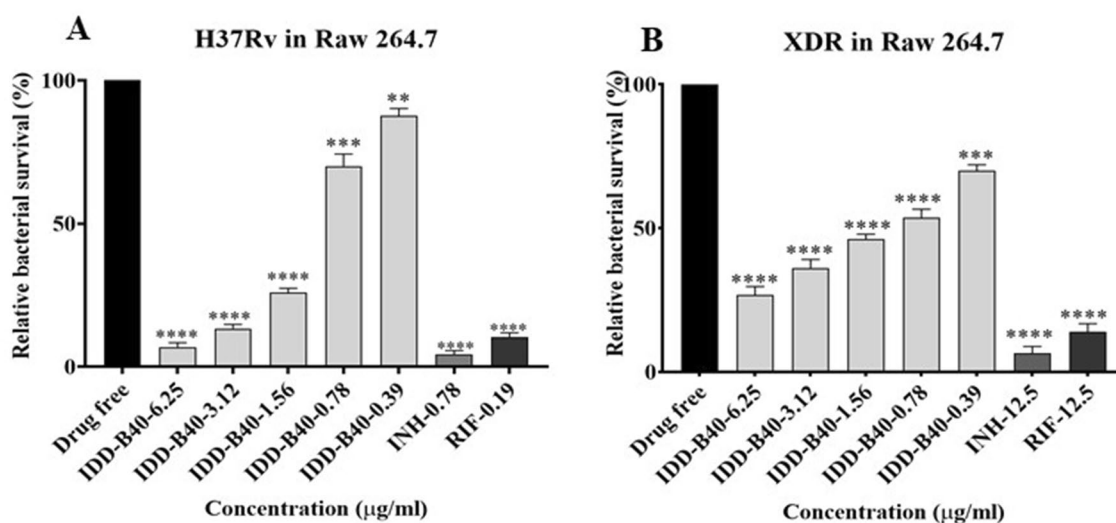 A
H37Rv in Raw 264.7
Relative bacterial survival (%)
100
50
0
**
***
****
****
****
****
****
Drug free
IDD-B40-6.25
IDD-B40-3.12
IDD-B40-1.56
IDD-B40-0.78
IDD-B40-0.39
INH-0.78
RIF-0.19
Concentration (µg/ml)
B
XDR in Raw 264.7
Relative bacterial survival (%)
100
50
0
***
****
****
****
****
****
****
Drug free
IDD-B40-6.25
IDD-B40-3.12
IDD-B40-1.56
IDD-B40-0.78
IDD-B40-0.39
INH-12.5
RIF-12.5
Concentration (µg/ml)